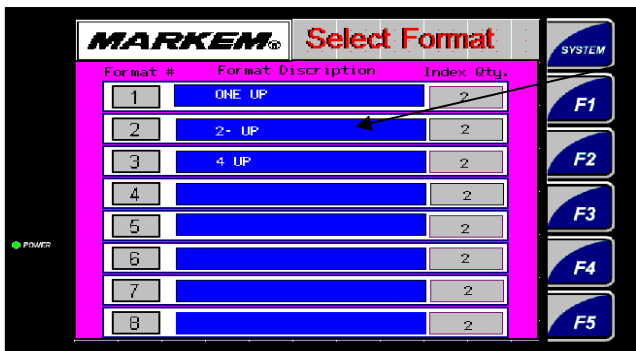 MARKEM® Select Format
SYSTEM
Format # Format Discription Index Qty.
1 ONE UP 2
F1
2 2- UP 2
3 4 UP 2
F2
4 2
F3
5 2
POWER
6 2
F4
7 2
8 2
F5